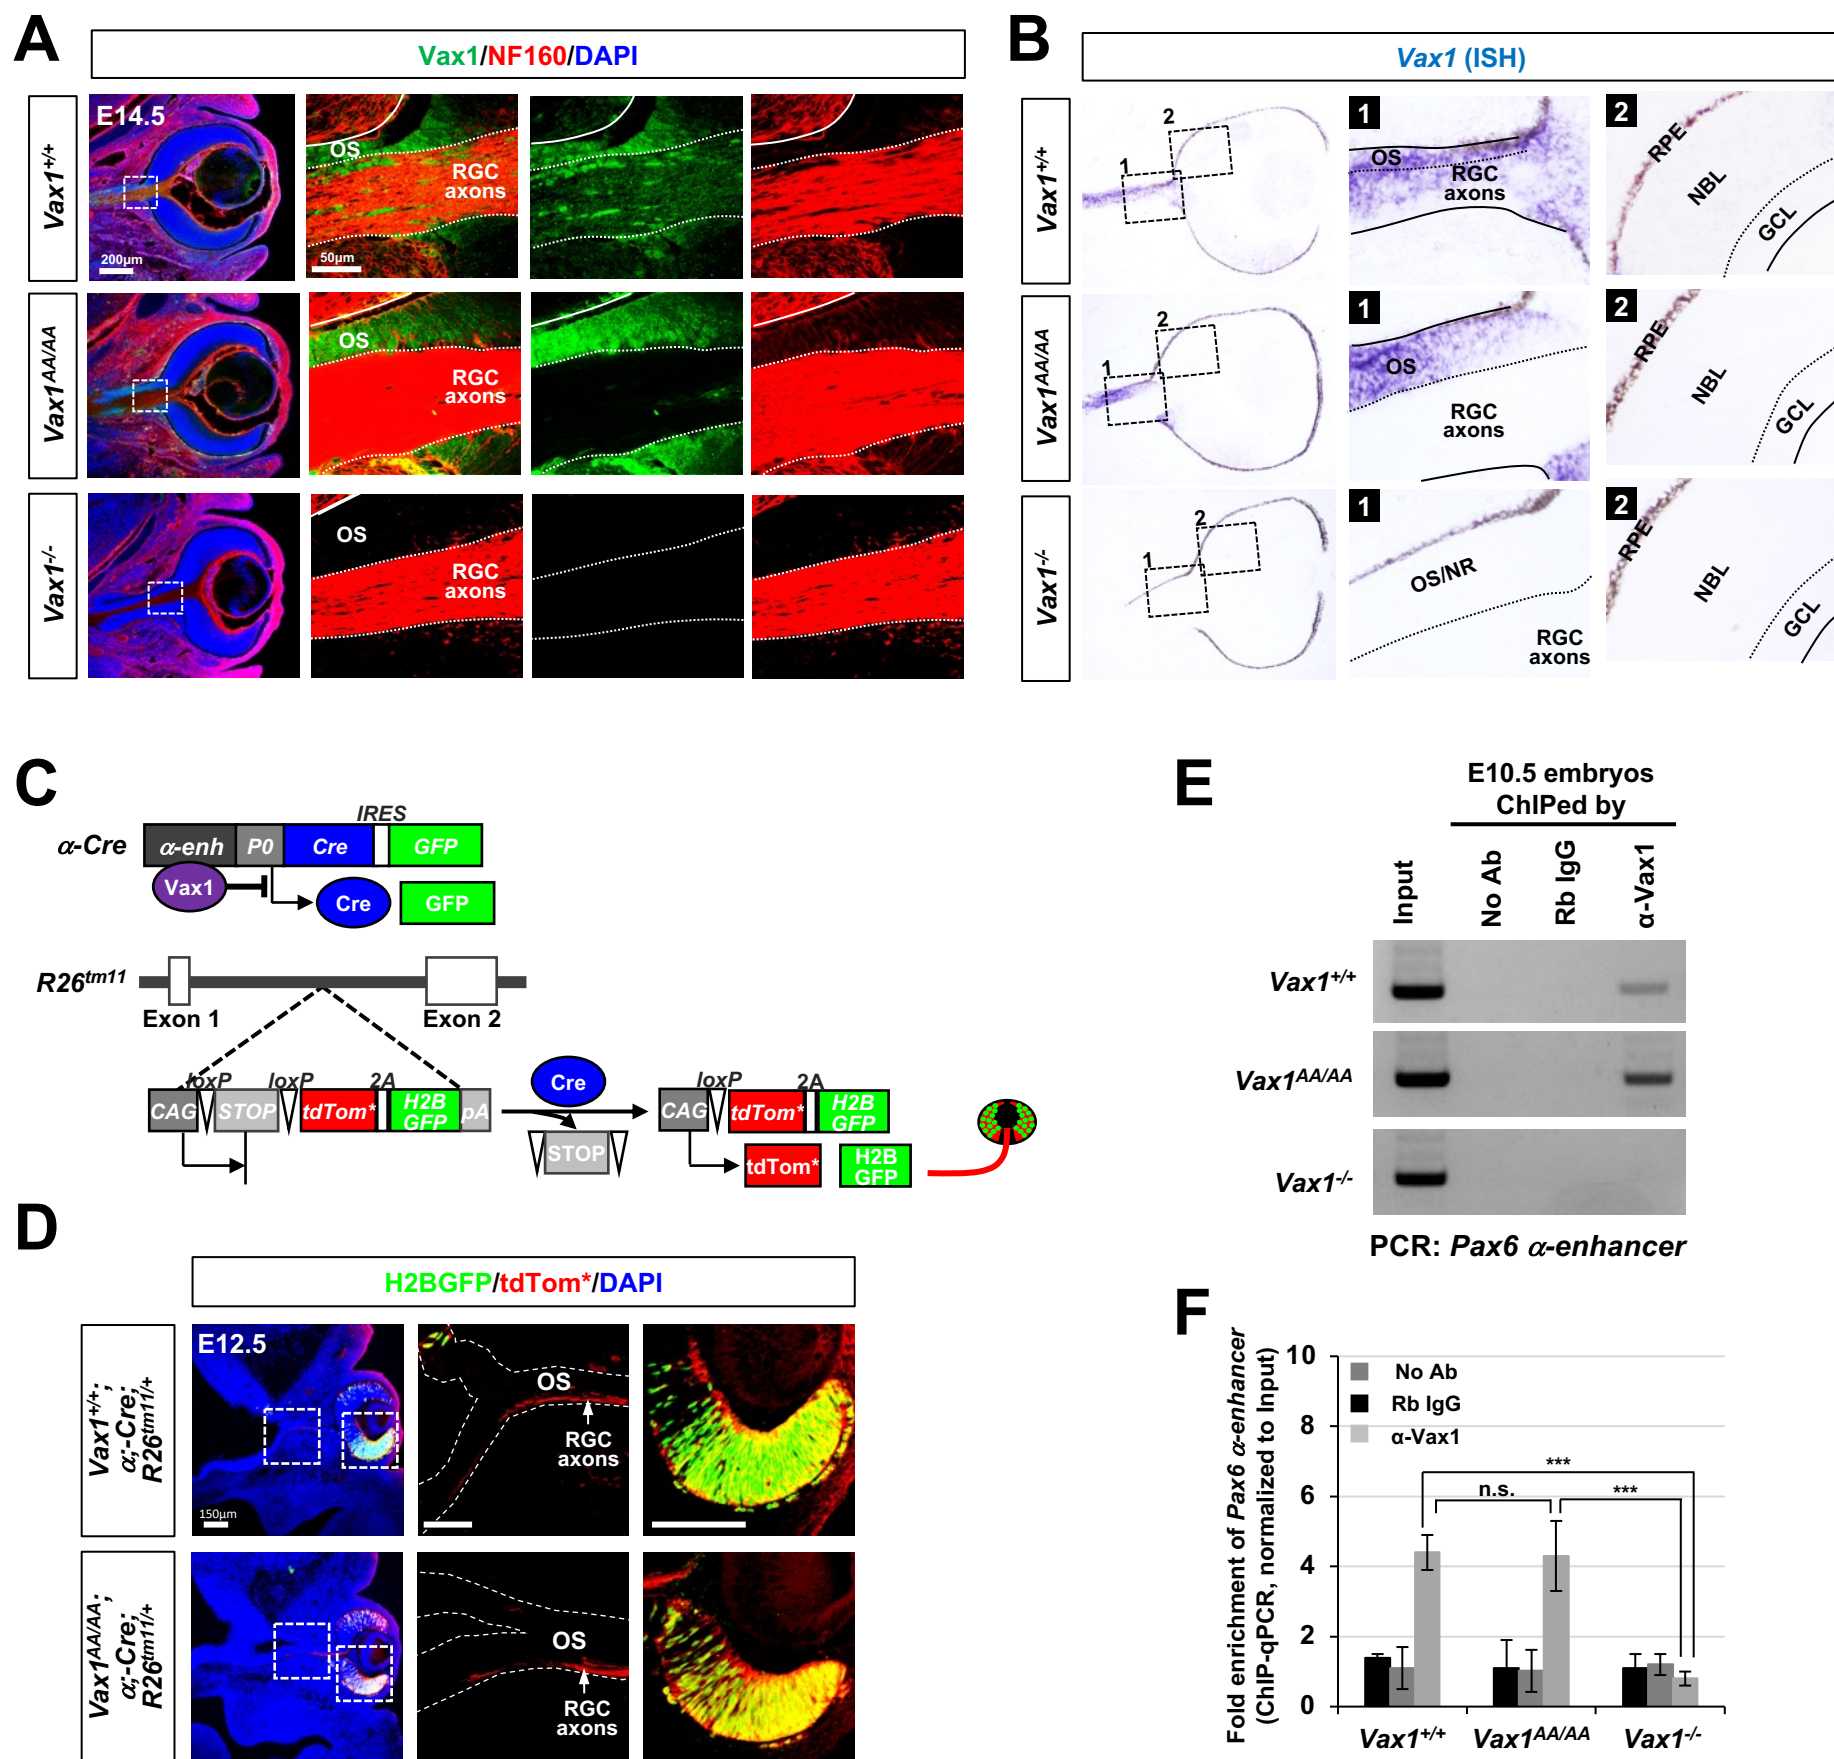 A
Vax1/NF160/DAPI
Vax1+/+
E14.5
200µm
OS
RGC
axons
50µm
Vax1AA/AA
OS
RGC
axons
Vax1-/-
OS
RGC
axons
B
Vax1 (ISH)
Vax1+/+
1
2
1
OS
RGC
axons
2
RPE
NBL
GCL
Vax1AA/AA
1
2
1
OS
RGC
axons
2
RPE
NBL
GCL
Vax1-/-
1
2
1
OS/NR
RGC
axons
2
RPE
NBL
GCL
C
IRES
α-Cre
α-enh P0 Cre GFP
Vax1
Cre
GFP
R26tm11
Exon 1
Exon 2
loxP loxP 2A
CAG STOP tdTom* H2B GFP pA
Cre
STOP
loxP 2A
CAG tdTom* H2B GFP
tdTom*
H2B
GFP
D
H2BGFP/tdTom*/DAPI
Vax1+/+;
α;-Cre;
R26tm11/+
E12.5
150µm
OS
RGC
axons
Vax1AA/AA;
α;-Cre;
R26tm11/+
OS
RGC
axons
E
E10.5 embryos
ChIPed by
Input
No Ab
Rb IgG
α-Vax1
Vax1+/+
Vax1AA/AA
Vax1-/-
PCR: Pax6 α-enhancer
F
Fold enrichment of Pax6 α-enhancer
(ChIP-qPCR, normalized to Input)
10
8
6
4
2
0
No Ab
Rb IgG
α-Vax1
***
n.s.
***
Vax1+/+
Vax1AA/AA
Vax1-/-